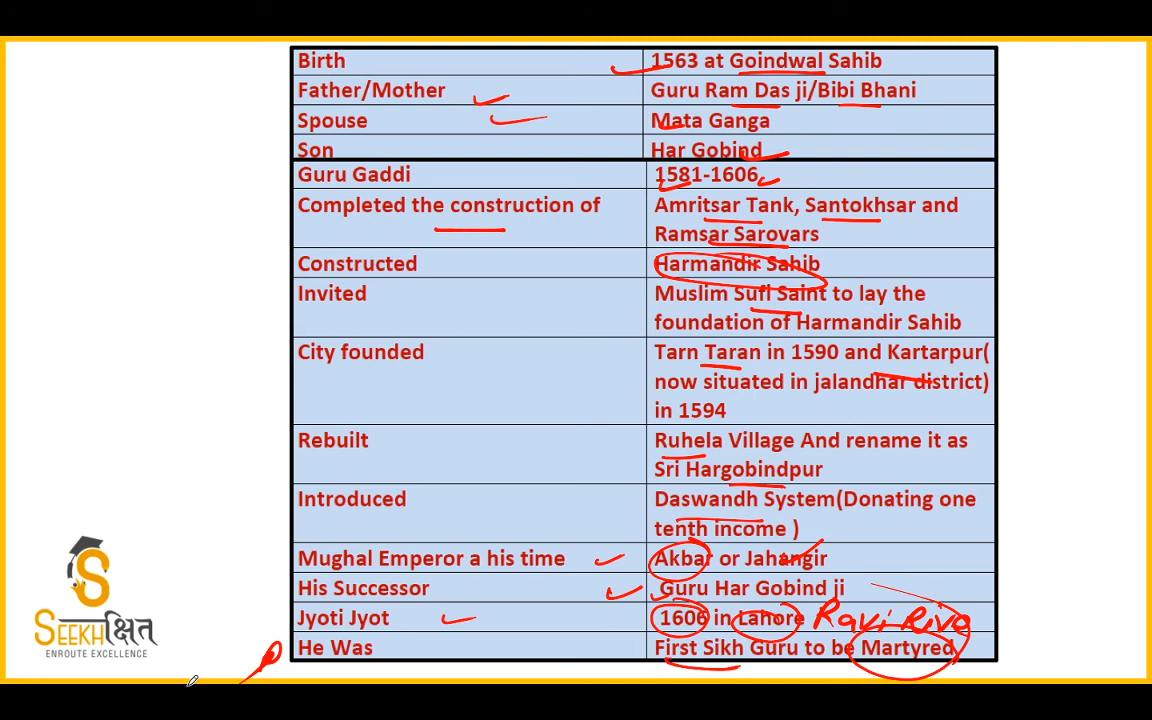 Birth 1563 at Goindwal Sahib
Father/Mother Guru Ram Das ji/Bibi Bhani
Spouse Mata Ganga
Son Har Gobind
Guru Gaddi 1581-1606
Completed the construction of Amritsar Tank, Santokhsar and
Ramsar Sarovars
Constructed Harmandir Sahib
Invited Muslim Sufi Saint to lay the
foundation of Harmandir Sahib
City founded Tarn Taran in 1590 and Kartarpur(
now situated in jalandhar district)
in 1594
Rebuilt Ruhela Village And rename it as
Sri Hargobindpur
Introduced Daswandh System(Donating one
tenth income )
Mughal Emperor a his time Akbar or Jahangir
His Successor Guru Har Gobind ji
Jyoti Jyot 1606 in Lahore Ravi Rive
He Was First Sikh Guru to be Martyred
SEEKHक्षित
ENROUTE EXCELLENCE